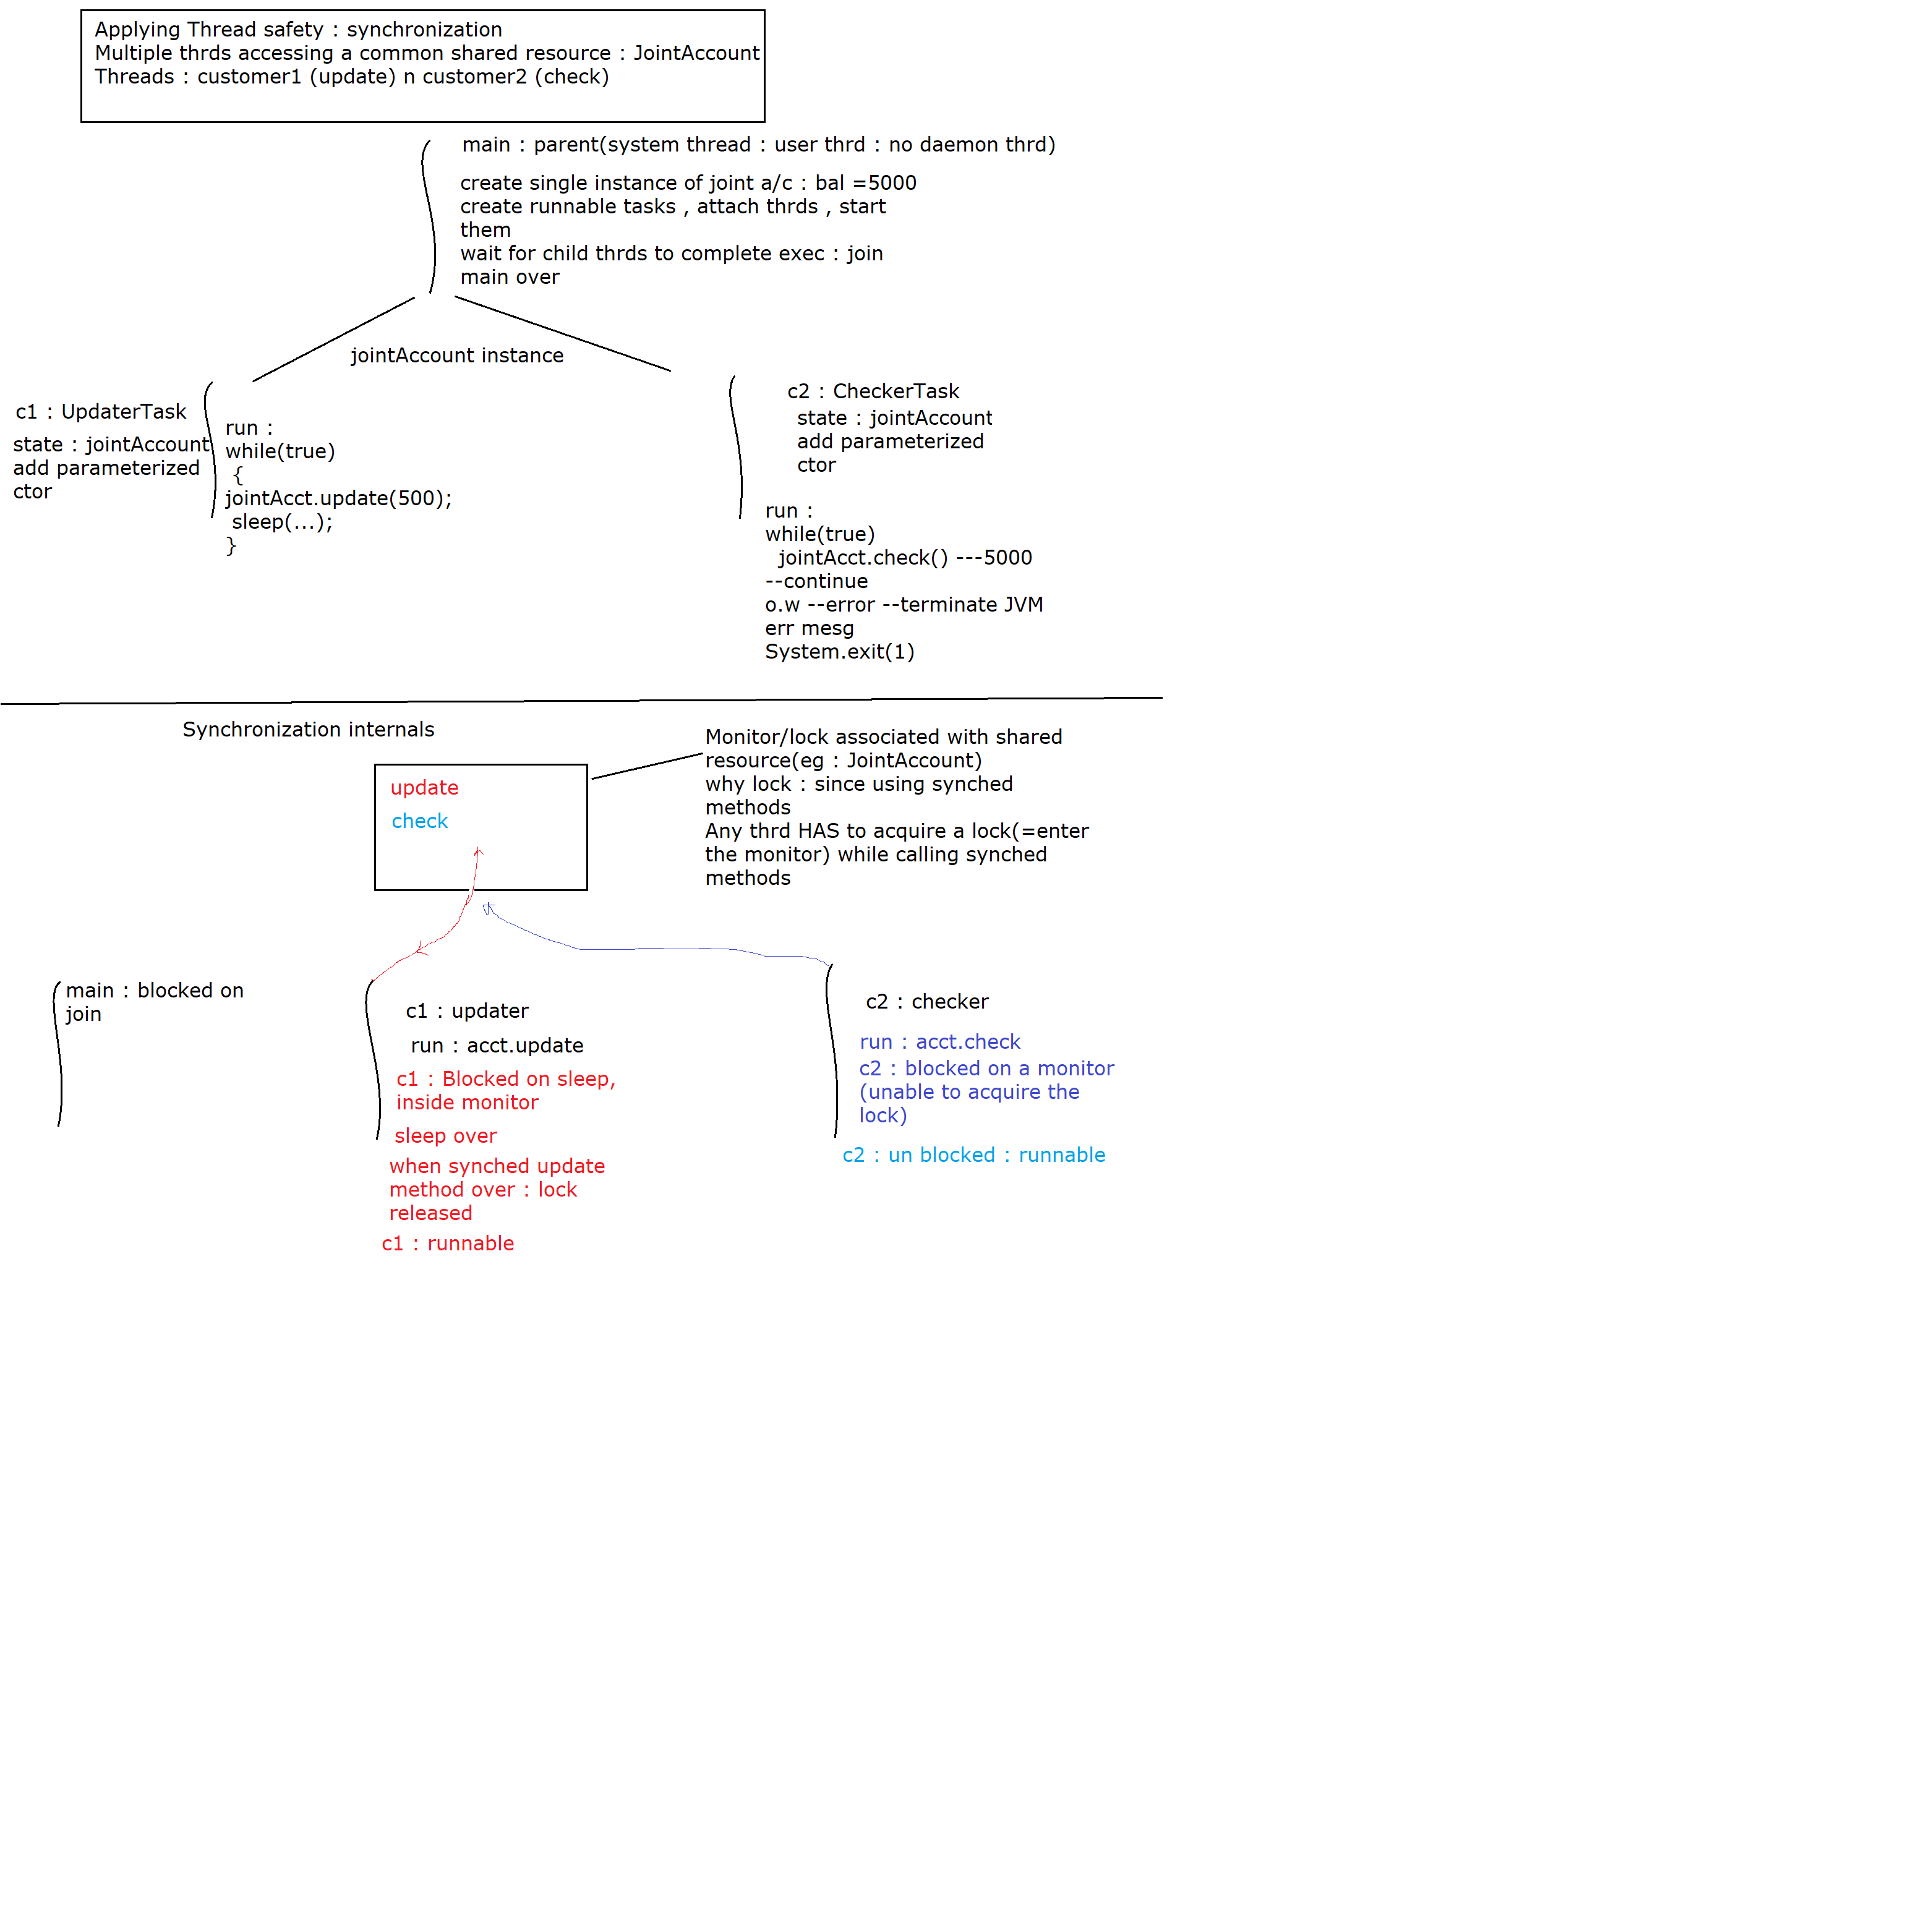 Applying Thread safety : synchronization
Multiple thrds accessing a common shared resource : JointAccount
Threads : customer1 (update) n customer2 (check)
main : parent(system thread : user thrd : no daemon thrd)
create single instance of joint a/c : bal =5000
create runnable tasks , attach thrds , start
them
wait for child thrds to complete exec : join
main over
jointAccount instance
c1 : UpdaterTask
state : jointAccount
add parameterized
ctor
run :
while(true)
{
jointAcct.update(500);
sleep(...);
}
c2 : CheckerTask
state : jointAccount
add parameterized
ctor
run :
while(true)
jointAcct.check() ---5000
--continue
o.w --error --terminate JVM
err mesg
System.exit(1)
Synchronization internals
update
check
Monitor/lock associated with shared
resource(eg : JointAccount)
why lock : since using synched
methods
Any thrd HAS to acquire a lock(=enter
the monitor) while calling synched
methods
main : blocked on
join
c1 : updater
run : acct.update
c1 : Blocked on sleep,
inside monitor
sleep over
when synched update
method over : lock
released
c1 : runnable
c2 : checker
run : acct.check
c2 : blocked on a monitor
(unable to acquire the
lock)
c2 : un blocked : runnable